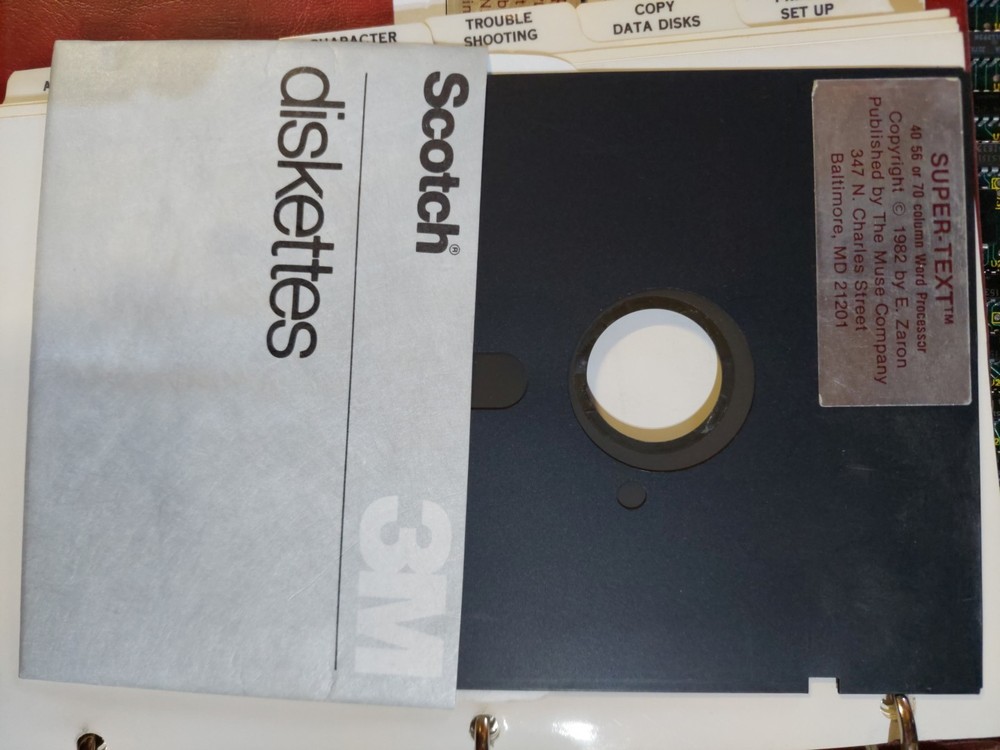 TROUBLE
SHOOTING
COPY
DATA DISKS
SET UP
Scotch®
diskettes
3M
SUPER-TEXT™
40 56 or 70 column Word Processor
Copyright © 1982 by E. Zaron
Published by The Muse Company
347 N. Charles Street
Baltimore, MD 21201